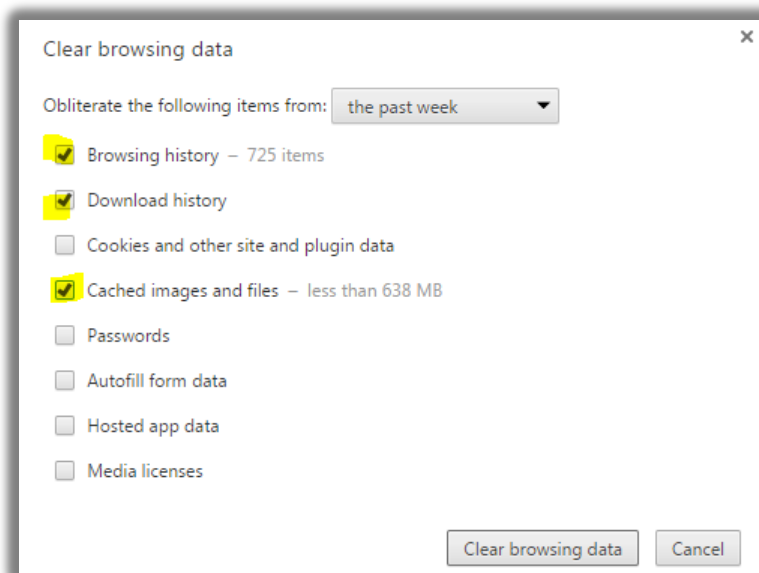 Clear browsing data
Obliterate the following items from: the past week
Browsing history – 725 items
Download history
Cookies and other site and plugin data
Cached images and files – less than 638 MB
Passwords
Autofill form data
Hosted app data
Media licenses
Clear browsing data Cancel